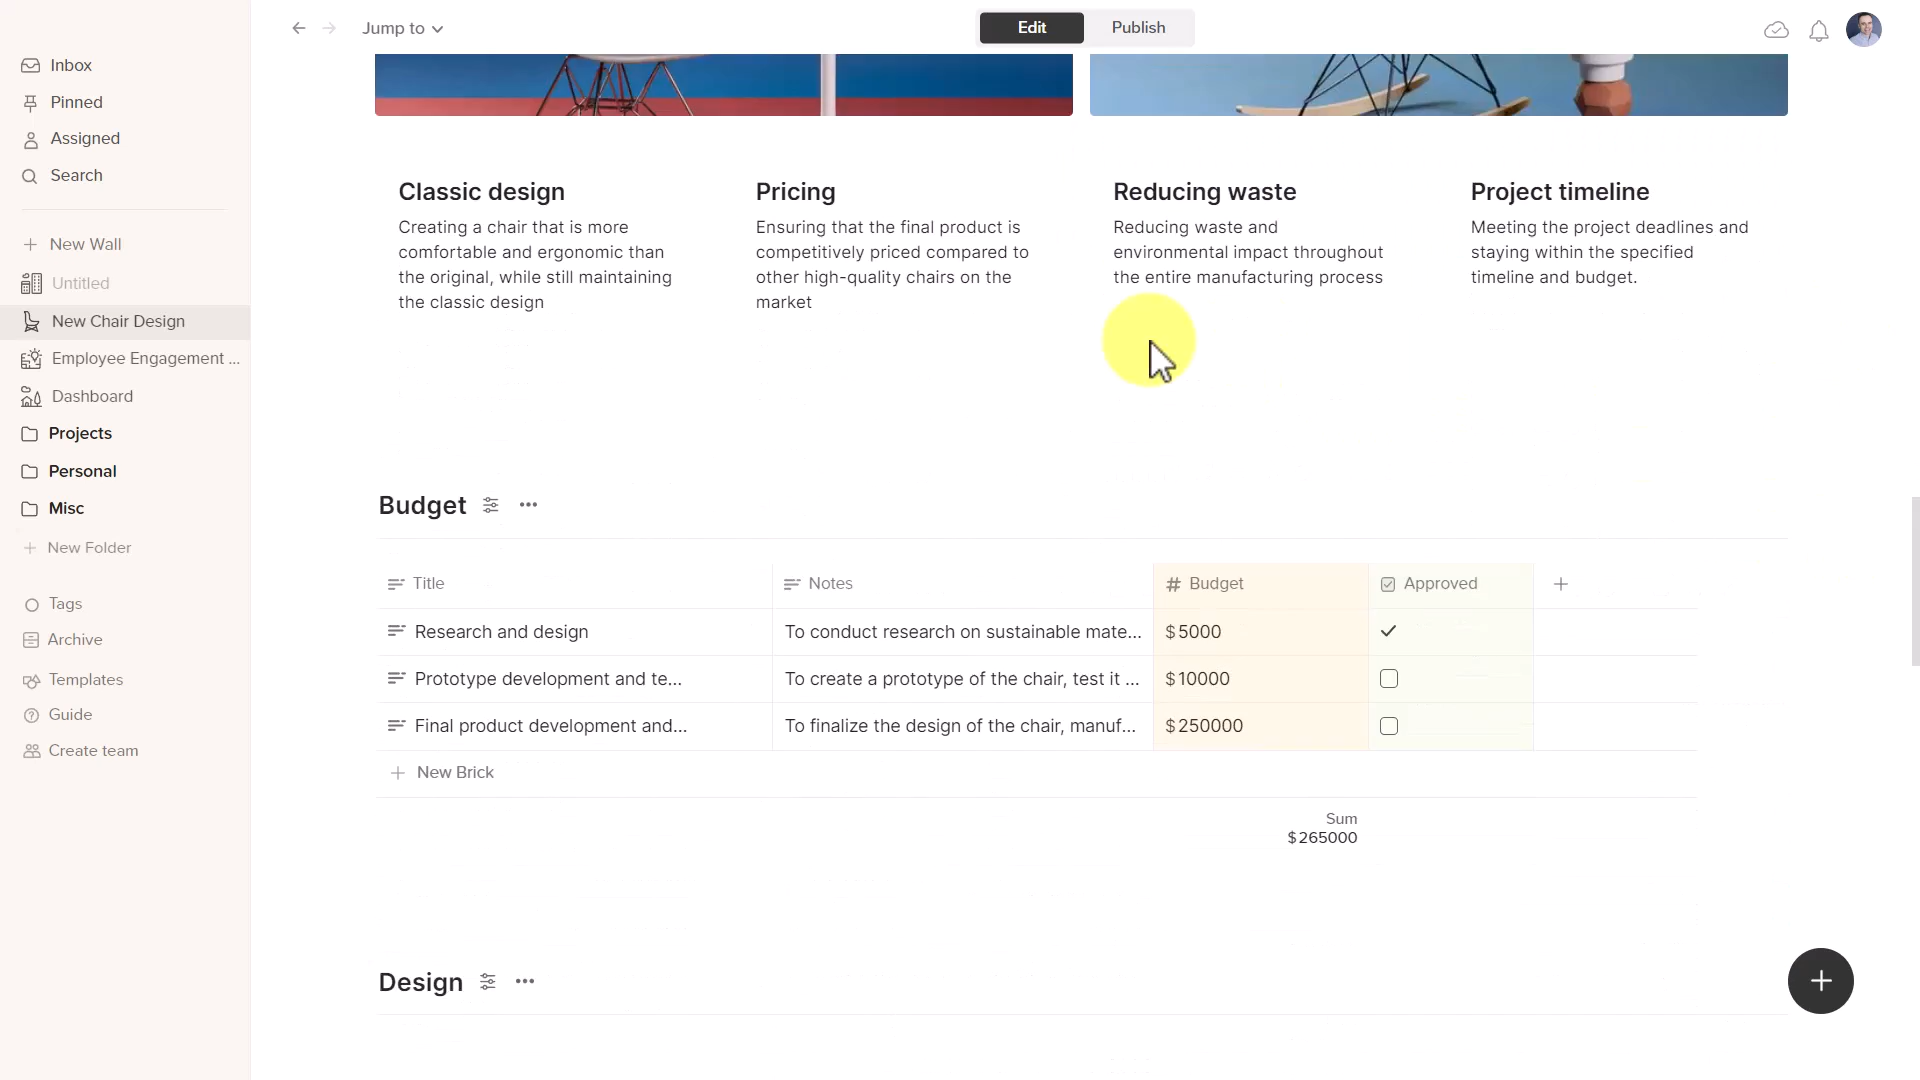 Jump to
Edit
Publish
Inbox
Pinned
Assigned
Search
New Wall
Untitled
New Chair Design
Employee Engagement ...
Dashboard
Projects
Personal
Misc
New Folder
Tags
Archive
Templates
Guide
Create team
Classic design
Creating a chair that is more
comfortable and ergonomic than
the original, while still maintaining
the classic design
Pricing
Ensuring that the final product is
competitively priced compared to
other high-quality chairs on the
market
Reducing waste
Reducing waste and
environmental impact throughout
the entire manufacturing process
Project timeline
Meeting the project deadlines and
staying within the specified
timeline and budget.
Budget
Title Notes # Budget Approved
Research and design To conduct research on sustainable mate... $5000
Prototype development and te... To create a prototype of the chair, test it ... $10000
Final product development and... To finalize the design of the chair, manuf... $250000
New Brick
Sum
$265000
Design